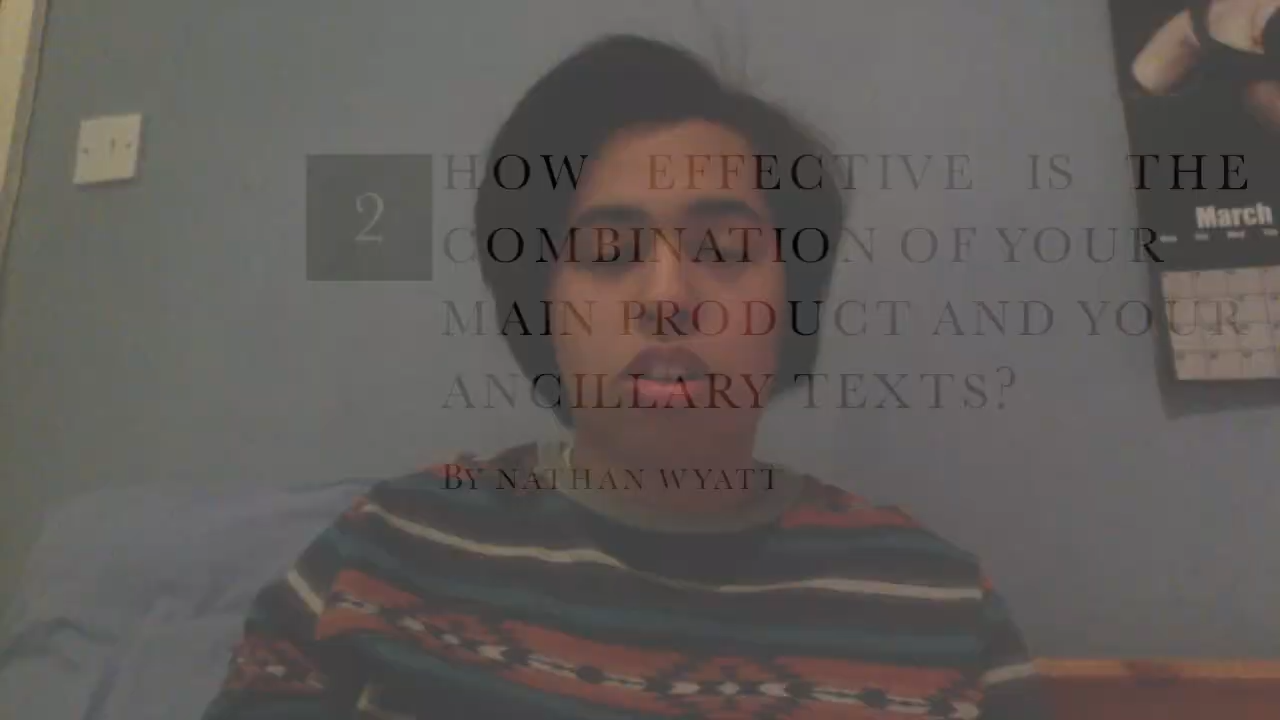 2
HOW EFFECTIVE IS THE
COMBINATION OF YOUR
MAIN PRODUCT AND YOUR
ANCILLARY TEXTS?
BY NATHAN WYATT
March